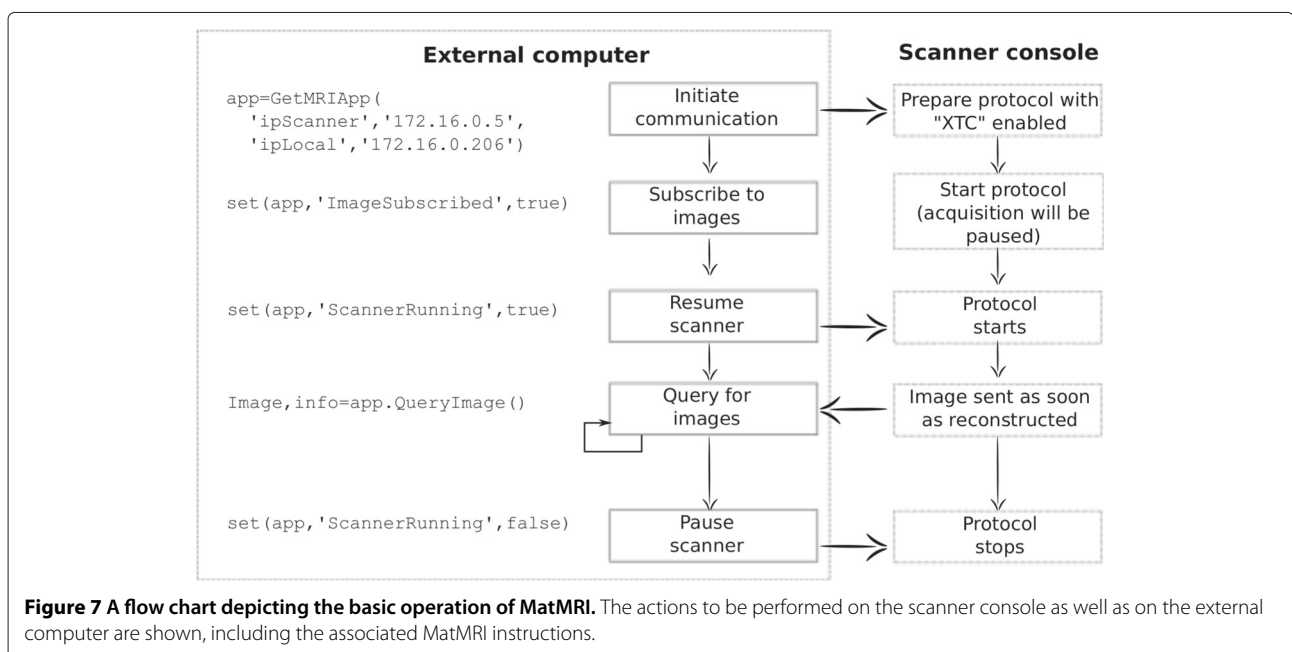 External computer
Scanner console
app=GetMRIApp(
'ipScanner','172.16.0.5',
'ipLocal','172.16.0.206')
Initiate
communication
Prepare protocol with
"XTC" enabled
set(app,'ImageSubscribed',true)
Subscribe to
images
Start protocol
(acquisition will be
paused)
set(app,'ScannerRunning',true)
Resume
scanner
Protocol
starts
Image,info=app.QueryImage()
Query for
images
Image sent as soon
as reconstructed
set(app,'ScannerRunning',false)
Pause
scanner
Protocol
stops
Figure 7 A flow chart depicting the basic operation of MatMRI. The actions to be performed on the scanner console as well as on the external
computer are shown, including the associated MatMRI instructions.